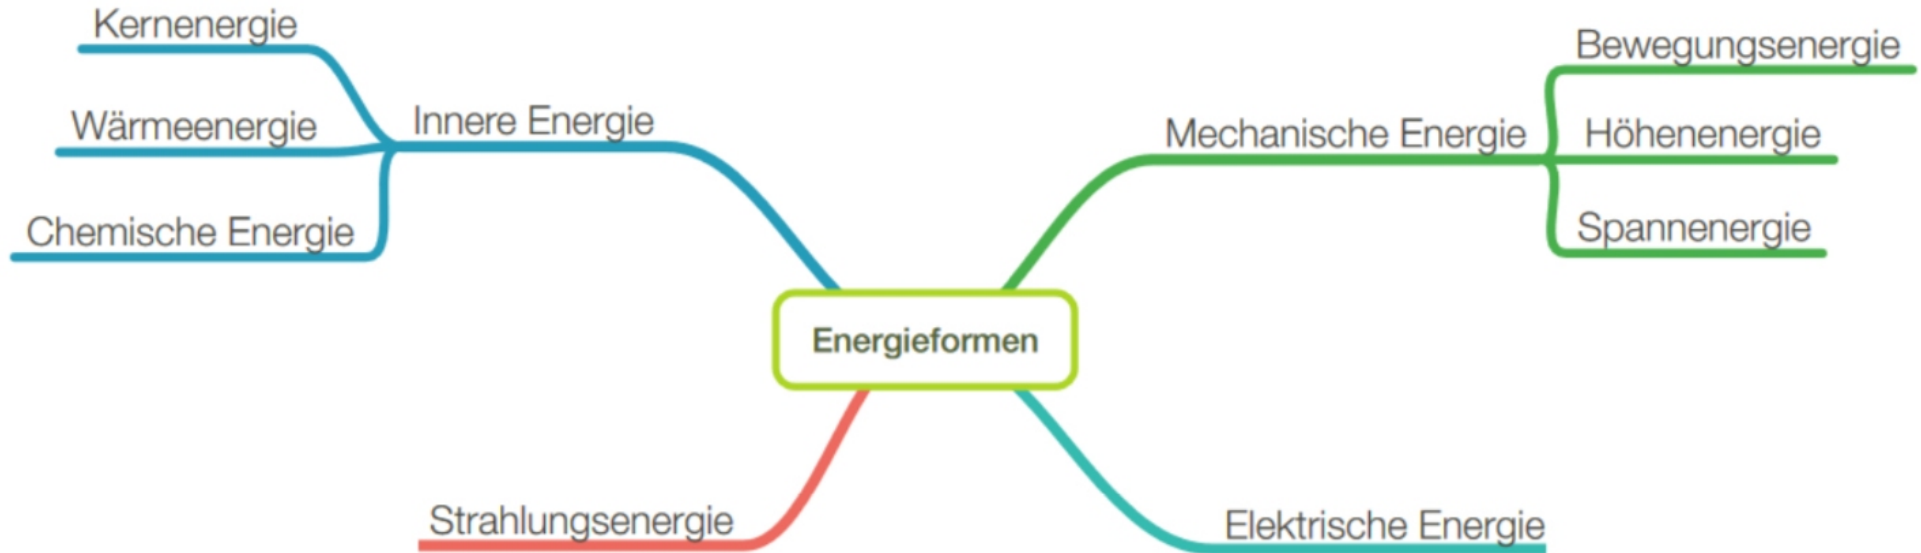 Kernenergie
Wärmeenergie
Chemische Energie
Innere Energie
Mechanische Energie
Bewegungsenergie
Höhenenergie
Spannenergie
Energieformen
Strahlungsenergie
Elektrische Energie